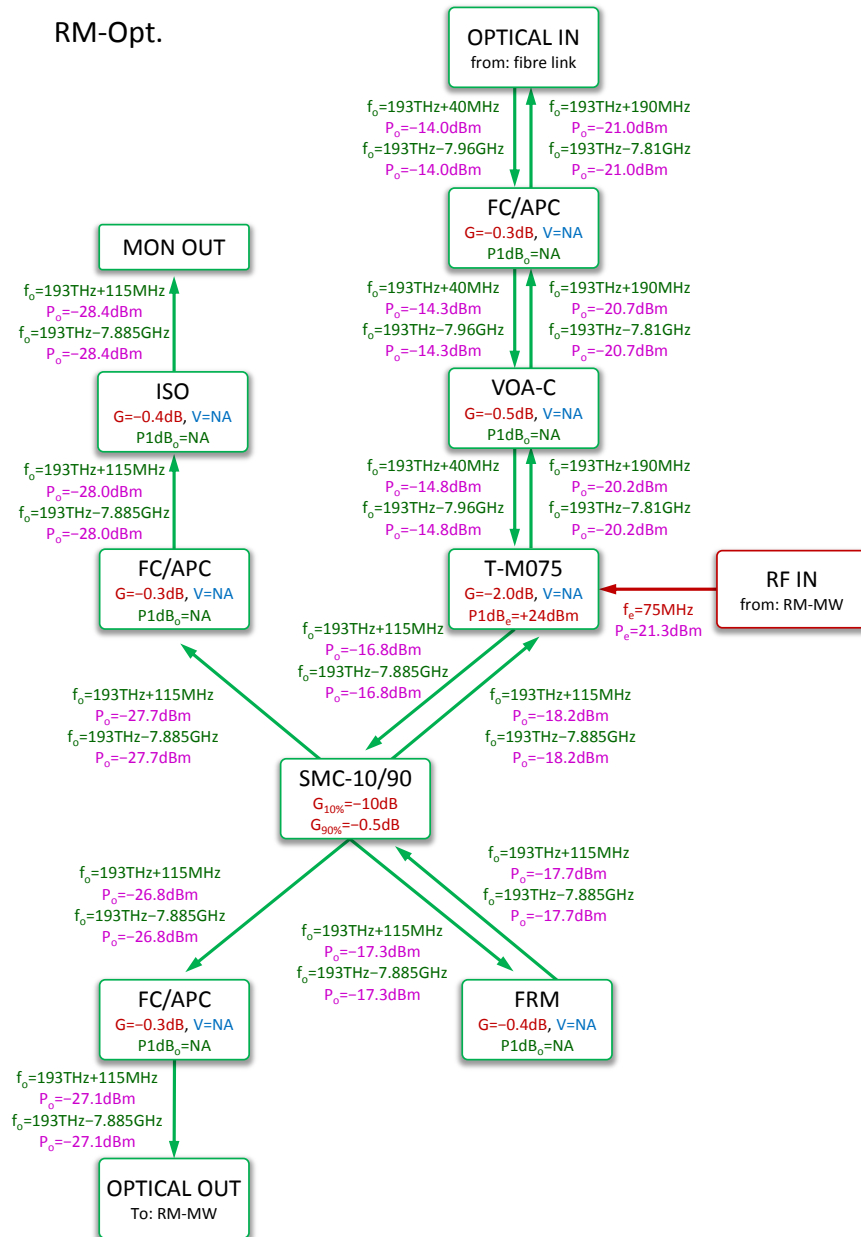 RM-Opt.
OPTICAL IN
from: fibre link
fo=193THz+40MHz
Po=−14.0dBm
fo=193THz−7.96GHz
Po=−14.0dBm
fo=193THz+190MHz
Po=−21.0dBm
fo=193THz−7.81GHz
Po=−21.0dBm
FC/APC
G=−0.3dB, V=NA
P1dBo=NA
MON OUT
fo=193THz+115MHz
Po=−28.4dBm
fo=193THz−7.885GHz
Po=−28.4dBm
fo=193THz+40MHz
Po=−14.3dBm
fo=193THz−7.96GHz
Po=−14.3dBm
fo=193THz+190MHz
Po=−20.7dBm
fo=193THz−7.81GHz
Po=−20.7dBm
ISO
G=−0.4dB, V=NA
P1dBo=NA
VOA-C
G=−0.5dB, V=NA
P1dBo=NA
fo=193THz+115MHz
Po=−28.0dBm
fo=193THz−7.885GHz
Po=−28.0dBm
fo=193THz+40MHz
Po=−14.8dBm
fo=193THz−7.96GHz
Po=−14.8dBm
fo=193THz+190MHz
Po=−20.2dBm
fo=193THz−7.81GHz
Po=−20.2dBm
FC/APC
G=−0.3dB, V=NA
P1dBo=NA
T-M075
G=−2.0dB, V=NA
P1dBe=+24dBm
RF IN
from: RM-MW
fe=75MHz
Pe=21.3dBm
fo=193THz+115MHz
Po=−16.8dBm
fo=193THz−7.885GHz
Po=−16.8dBm
fo=193THz+115MHz
Po=−27.7dBm
fo=193THz−7.885GHz
Po=−27.7dBm
fo=193THz+115MHz
Po=−18.2dBm
fo=193THz−7.885GHz
Po=−18.2dBm
SMC-10/90
G10%=−10dB
G90%=−0.5dB
fo=193THz+115MHz
Po=−26.8dBm
fo=193THz−7.885GHz
Po=−26.8dBm
fo=193THz+115MHz
Po=−17.3dBm
fo=193THz−7.885GHz
Po=−17.3dBm
fo=193THz+115MHz
Po=−17.7dBm
fo=193THz−7.885GHz
Po=−17.7dBm
FC/APC
G=−0.3dB, V=NA
P1dBo=NA
FRM
G=−0.4dB, V=NA
P1dBo=NA
fo=193THz+115MHz
Po=−27.1dBm
fo=193THz−7.885GHz
Po=−27.1dBm
OPTICAL OUT
To: RM-MW